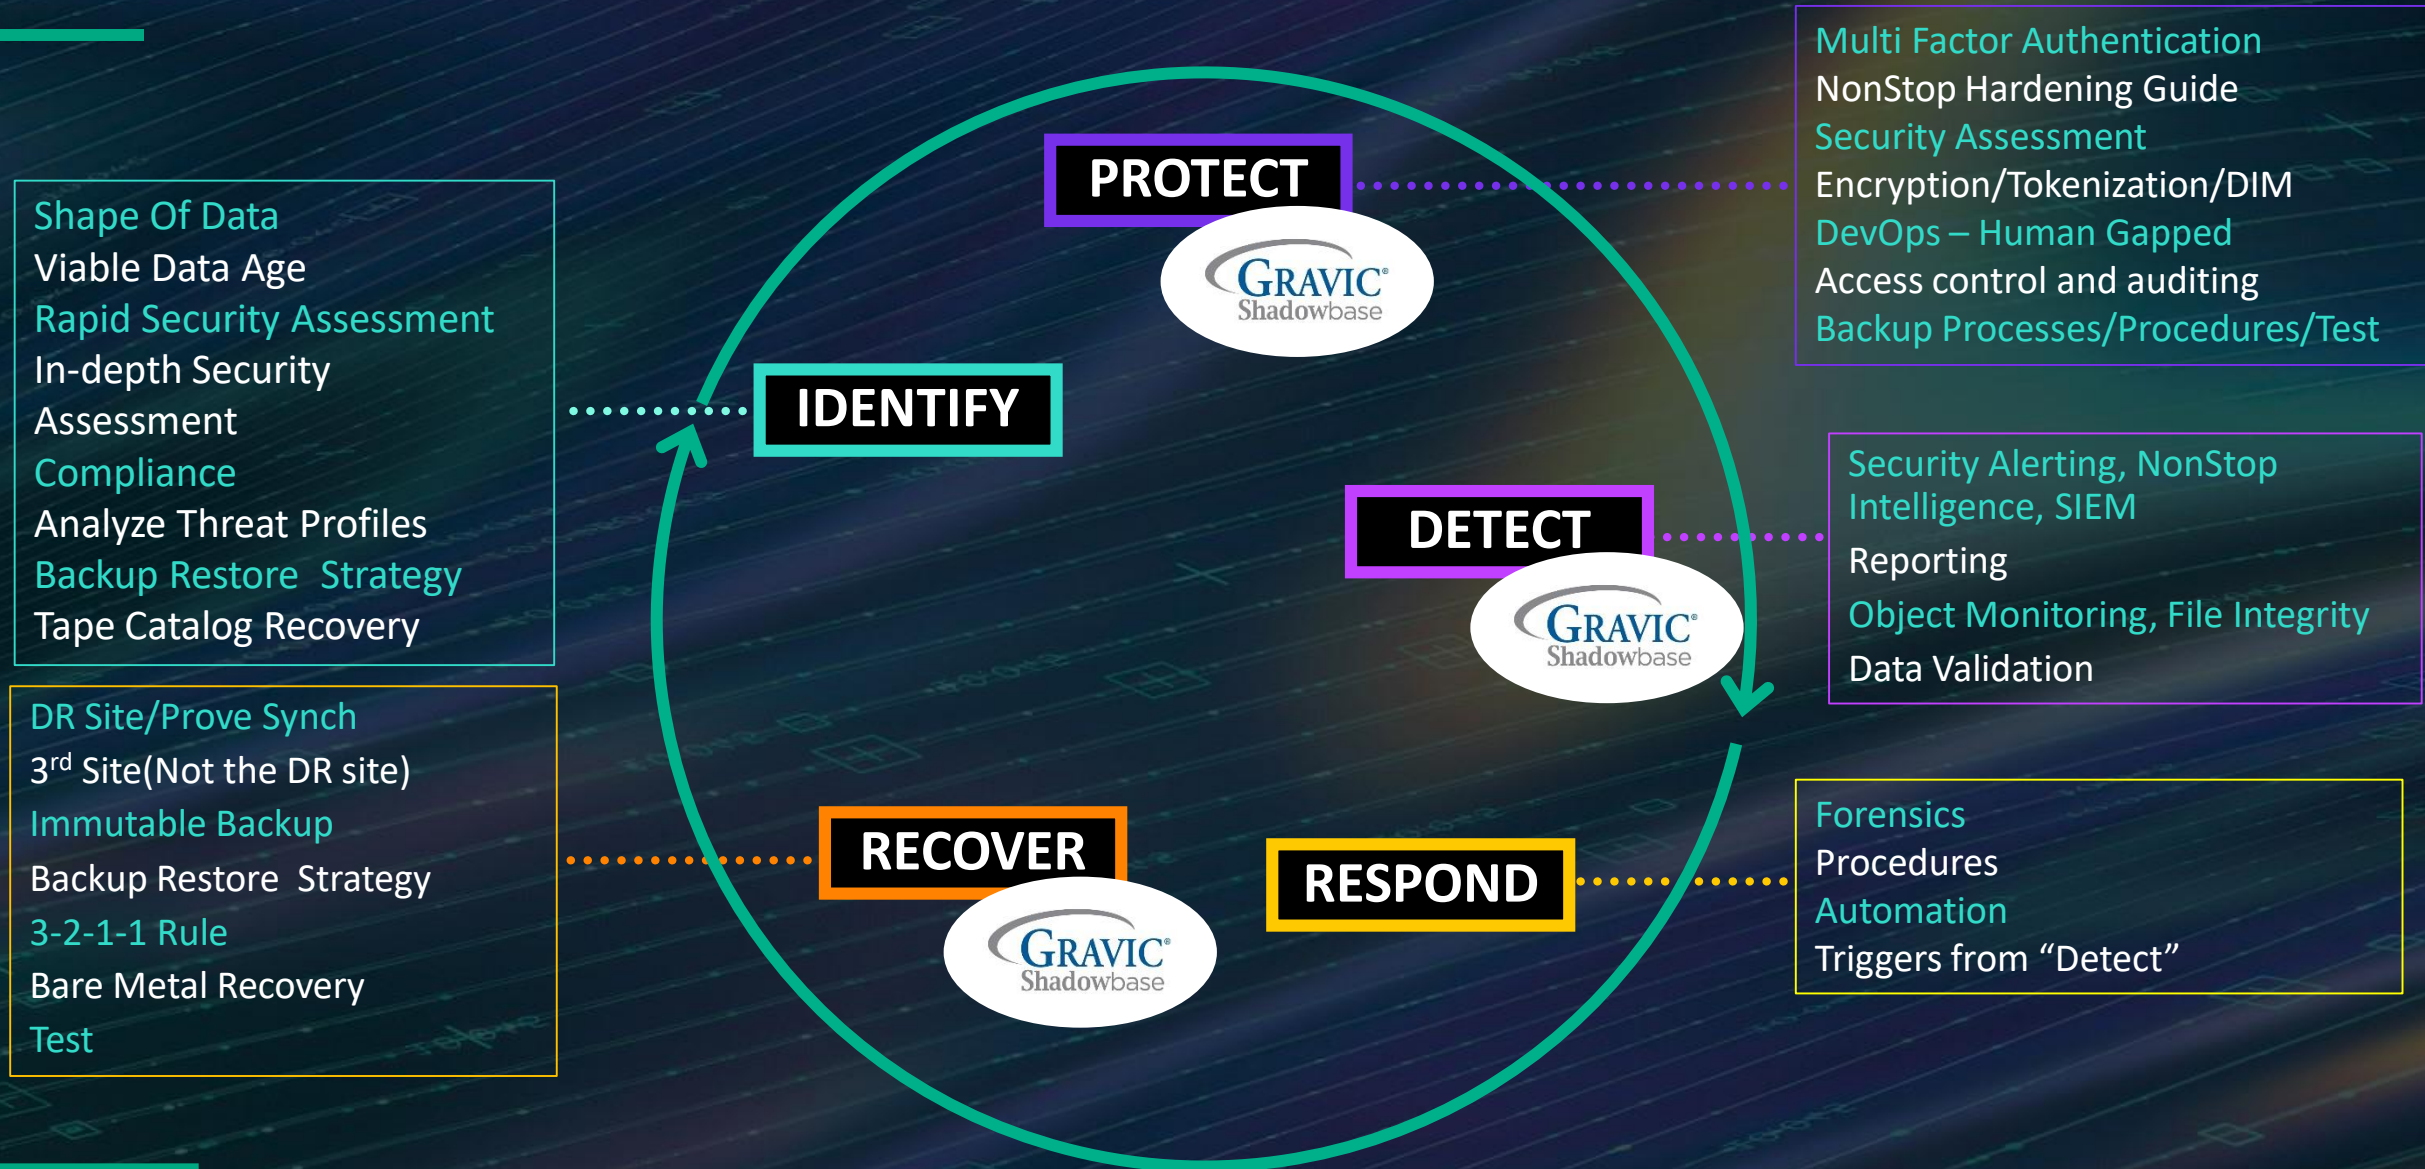 PROTECT
GRAVIC®
Shadowbase
IDENTIFY
DETECT
GRAVIC®
Shadowbase
RECOVER
GRAVIC®
Shadowbase
RESPOND
Shape Of Data
Viable Data Age
Rapid Security Assessment
In-depth Security
Assessment
Compliance
Analyze Threat Profiles
Backup Restore  Strategy
Tape Catalog Recovery
DR Site/Prove Synch
3rd Site(Not the DR site)
Immutable Backup
Backup Restore  Strategy
3-2-1-1 Rule
Bare Metal Recovery
Test
Multi Factor Authentication
NonStop Hardening Guide
Security Assessment
Encryption/Tokenization/DIM
DevOps – Human Gapped
Access control and auditing
Backup Processes/Procedures/Test
Security Alerting, NonStop
Intelligence, SIEM
Reporting
Object Monitoring, File Integrity
Data Validation
Forensics
Procedures
Automation
Triggers from “Detect”